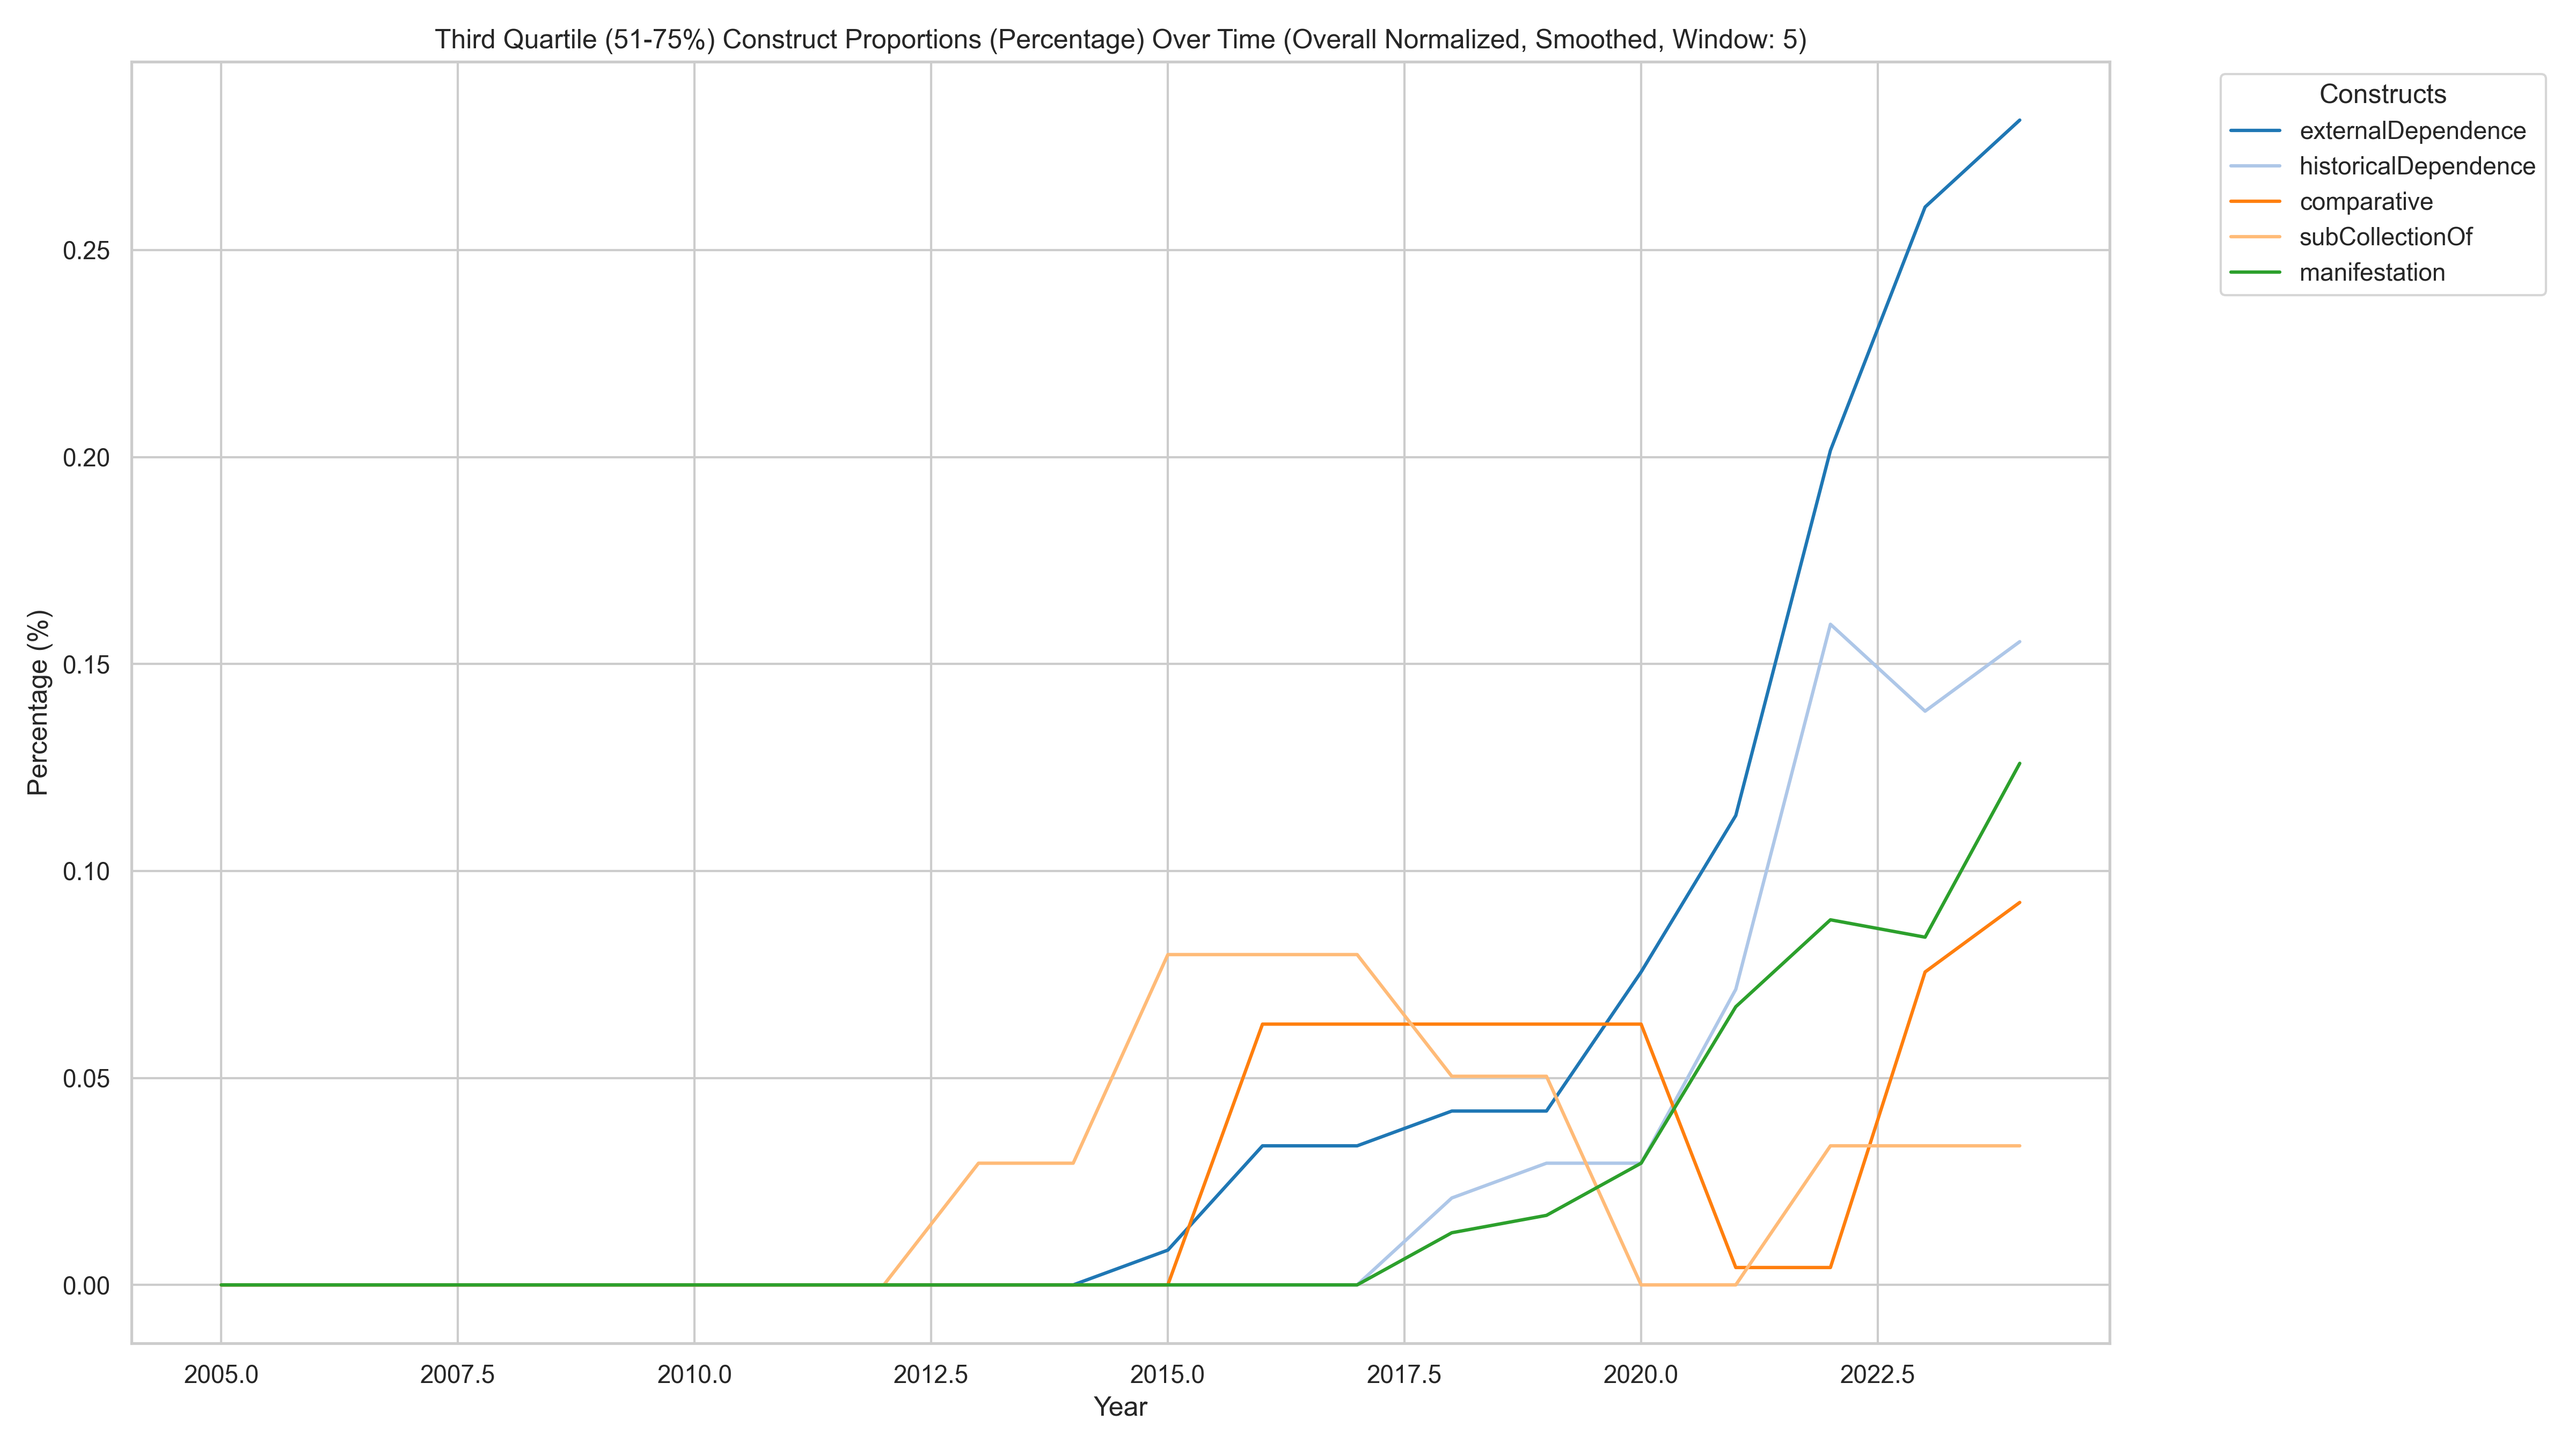 Third Quartile (51-75%) Construct Proportions (Percentage) Over Time (Overall Normalized, Smoothed, Window: 5)
Constructs
externalDependence
historicalDependence
comparative
subCollectionOf
manifestation
Percentage (%)
0.25
0.20
0.15
0.10
0.05
0.00
2005.0 2007.5 2010.0 2012.5 2015.0 2017.5 2020.0 2022.5
Year